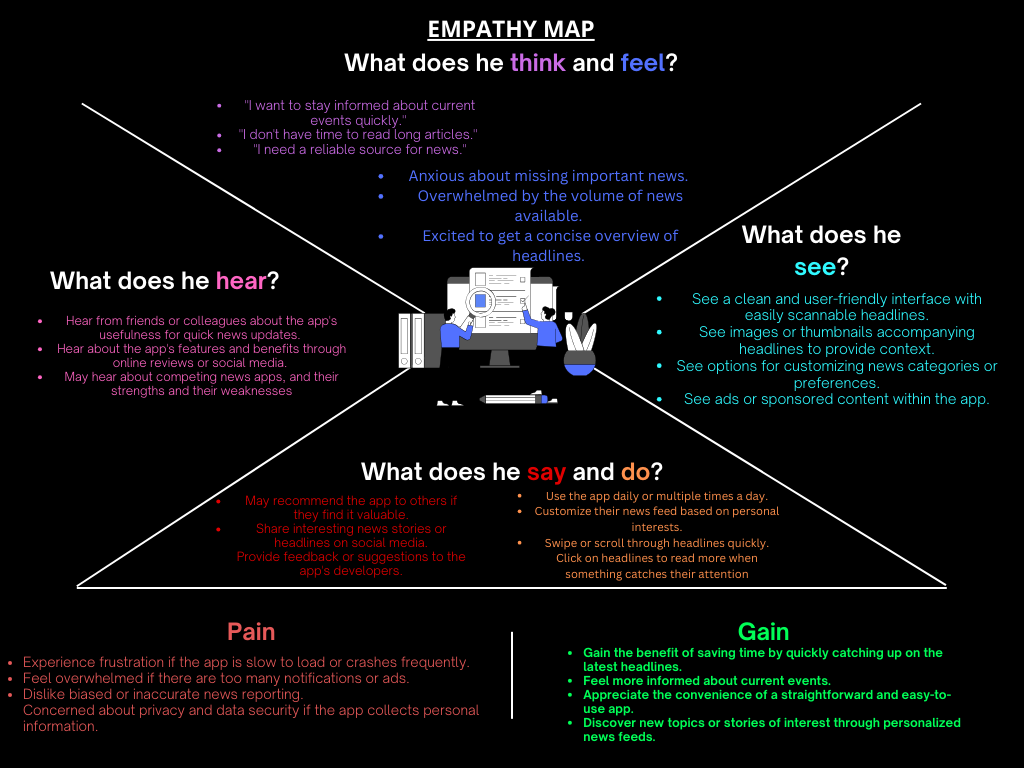 EMPATHY MAP
What does he think and feel?
• "I want to stay informed about current
events quickly."
• "I don't have time to read long articles."
• "I need a reliable source for news."
• Anxious about missing important news.
• Overwhelmed by the volume of news
available.
• Excited to get a concise overview of
headlines.
What does he hear?
• Hear from friends or colleagues about the app's
usefulness for quick news updates.
• Hear about the app's features and benefits through
online reviews or social media.
• May hear about competing news apps, and their
strengths and their weaknesses
What does he
see?
• See a clean and user-friendly interface with
easily scannable headlines.
• See images or thumbnails accompanying
headlines to provide context.
• See options for customizing news categories or
preferences.
• See ads or sponsored content within the app.
What does he say and do?
• May recommend the app to others if
they find it valuable.
• Share interesting news stories or
headlines on social media.
Provide feedback or suggestions to the
app's developers.
• Use the app daily or multiple times a day.
• Customize their news feed based on personal
interests.
• Swipe or scroll through headlines quickly.
Click on headlines to read more when
something catches their attention
Pain
• Experience frustration if the app is slow to load or crashes frequently.
• Feel overwhelmed if there are too many notifications or ads.
• Dislike biased or inaccurate news reporting.
Concerned about privacy and data security if the app collects personal
information.
Gain
• Gain the benefit of saving time by quickly catching up on the
latest headlines.
• Feel more informed about current events.
• Appreciate the convenience of a straightforward and easy-to-
use app.
• Discover new topics or stories of interest through personalized
news feeds.